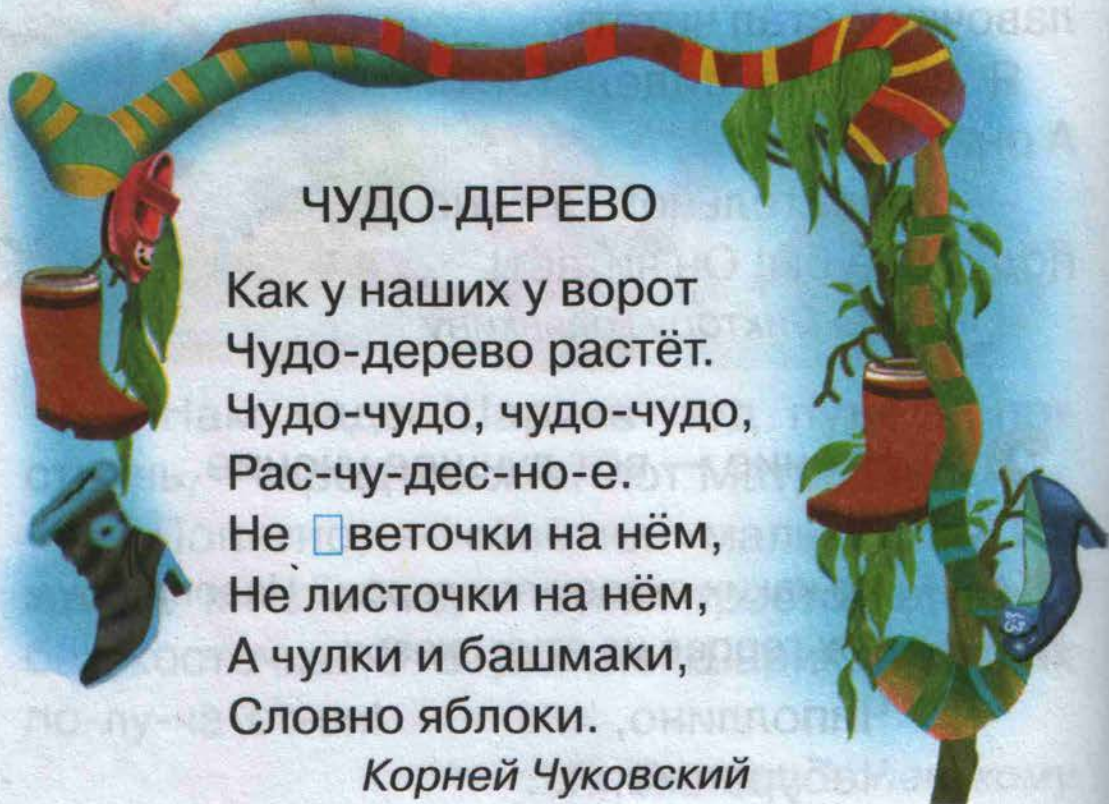 ЧУДО-ДЕРЕВО
Как у наших у ворот
Чудо-дерево растёт.
Чудо-чудо, чудо-чудо,
Рас-чу-дес-но-е.
Не □веточки на нём,
Не листочки на нём,
А чулки и башмаки,
Словно яблоки.
Корней Чуковский